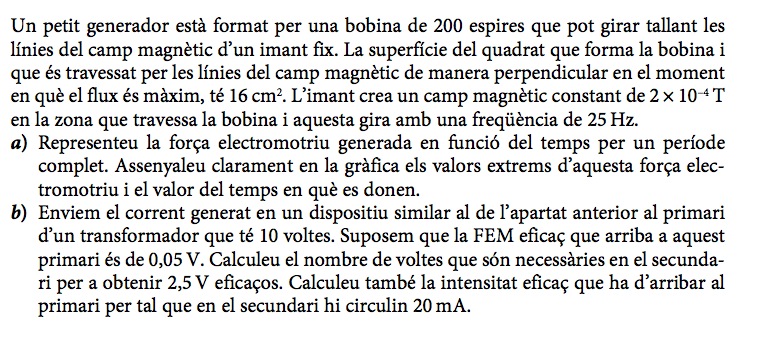 Un petit generador està format per una bobina de 200 espires que pot girar tallant les
línies del camp magnètic d'un imant fix. La superfície del quadrat que forma la bobina i
que és travessat per les línies del camp magnètic de manera perpendicular en el moment
en què el flux és màxim, té 16 cm². L'imant crea un camp magnètic constant de 2 × 10⁻⁴ T
en la zona que travessa la bobina i aquesta gira amb una freqüència de 25 Hz.
a) Representeu la força electromotriu generada en funció del temps per un període
complet. Assenyaleu clarament en la gràfica els valors extrems d'aquesta força elec-
tromotriu i el valor del temps en què es donen.
b) Enviem el corrent generat en un dispositiu similar al de l'apartat anterior al primari
d'un transformador que té 10 voltes. Suposem que la FEM eficaç que arriba a aquest
primari és de 0,05 V. Calculeu el nombre de voltes que són necessàries en el secunda-
ri per a obtenir 2,5 V eficaços. Calculeu també la intensitat eficaç que ha d'arribar al
primari per tal que en el secundari hi circulin 20 mA.